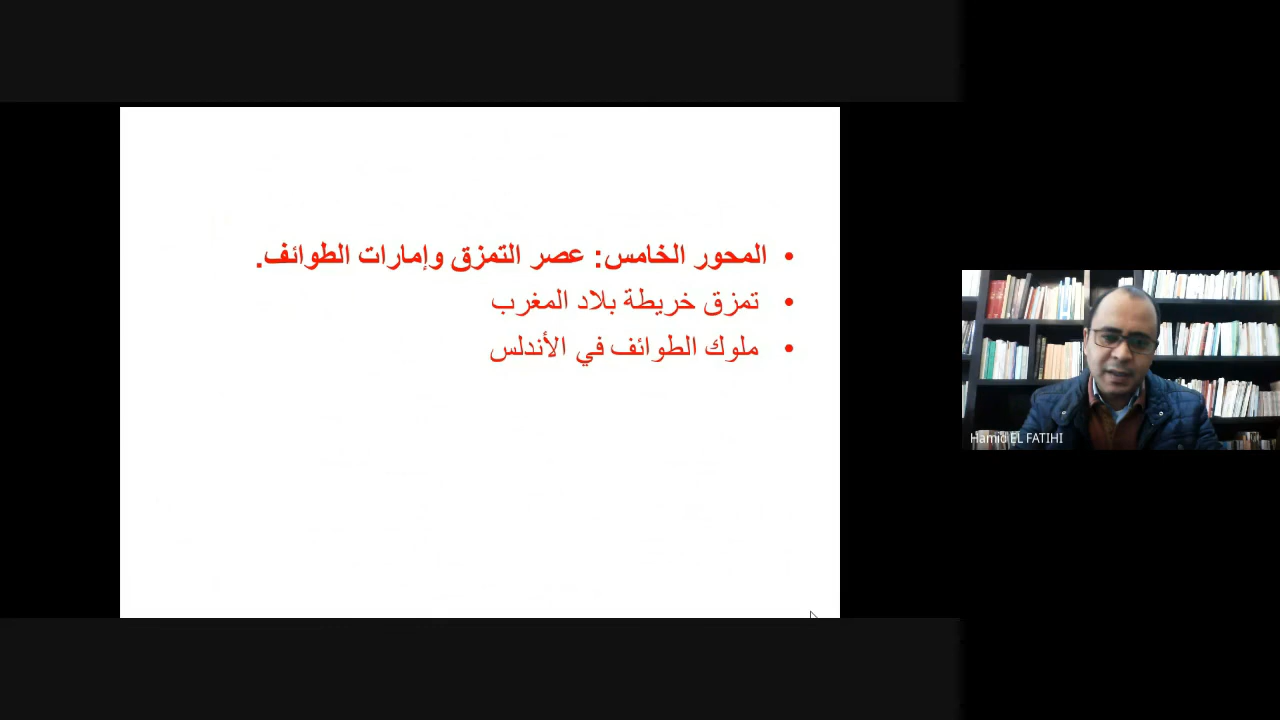 • المحور الخامس: عصر التمزق وإمارات الطوائف.
• تمزق خريطة بلاد المغرب
• ملوك الطوائف في الأندلس
Hamid EL FATIHI